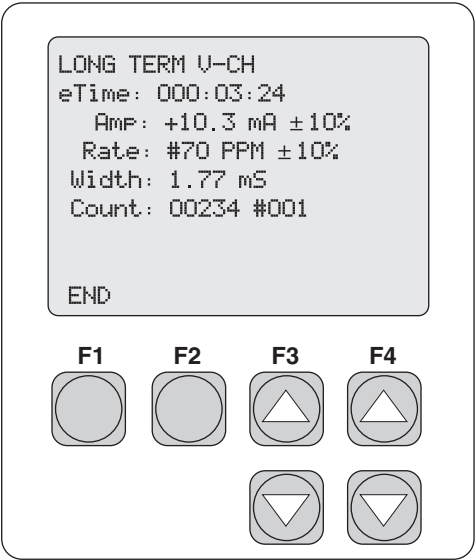 LONG TERM V-CH
eTime: 000:03:24
Amp: +10.3 mA ±10%
Rate: #70 PPM ±10%
Width: 1.77 mS
Count: 00234 #001
END
F1 F2 F3 F4